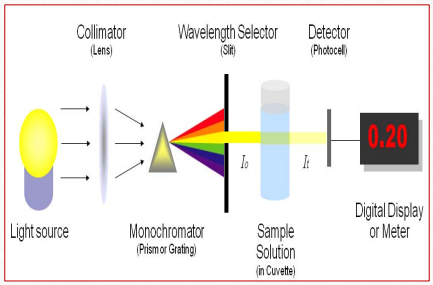 Collimator
(Lens)
Wavelength Selector
(Slit)
Detector
(Photocell)
0.20
I₀
Iₜ
Light source
Monochromator
(Prism or Grating)
Sample
Solution
(in Cuvette)
Digital Display
or Meter